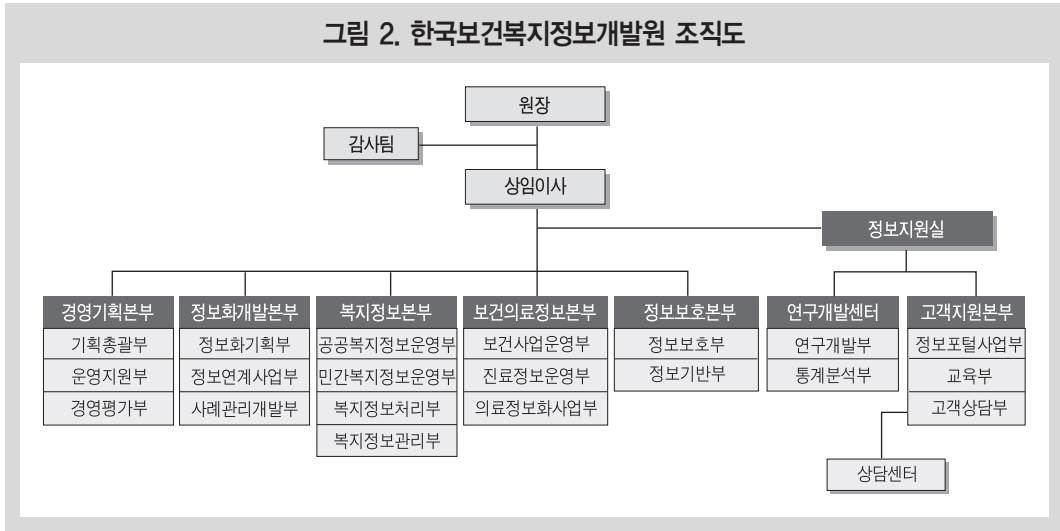 그림 2. 한국보건복지정보개발원 조직도
원장
감사팀
상임이사
정보지원실
경영기획본부
기획총괄부
운영지원부
경영평가부
정보화개발본부
정보화기획부
정보연계사업부
사례관리개발부
복지정보본부
공공복지정보운영부
민간복지정보운영부
복지정보처리부
복지정보관리부
보건의료정보본부
보건사업운영부
진료정보운영부
의료정보화사업부
정보보호본부
정보보호부
정보기반부
연구개발센터
연구개발부
통계분석부
고객지원본부
정보포털사업부
교육부
고객상담부
상담센터